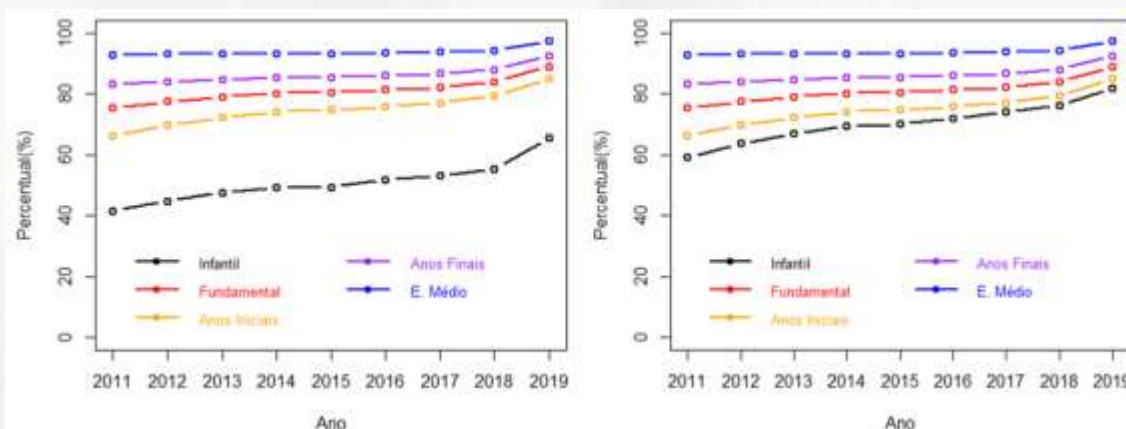 Percentual(%)
0 20 40 60 80 100
Infantil
Fundamental
Anos Iniciais
Anos Finais
E. Médio
2011 2012 2013 2014 2015 2016 2017 2018 2019
Ano
Percentual(%)
0 20 40 60 80 100
Infantil
Fundamental
Anos Iniciais
Anos Finais
E. Médio
2011 2012 2013 2014 2015 2016 2017 2018 2019
Ano